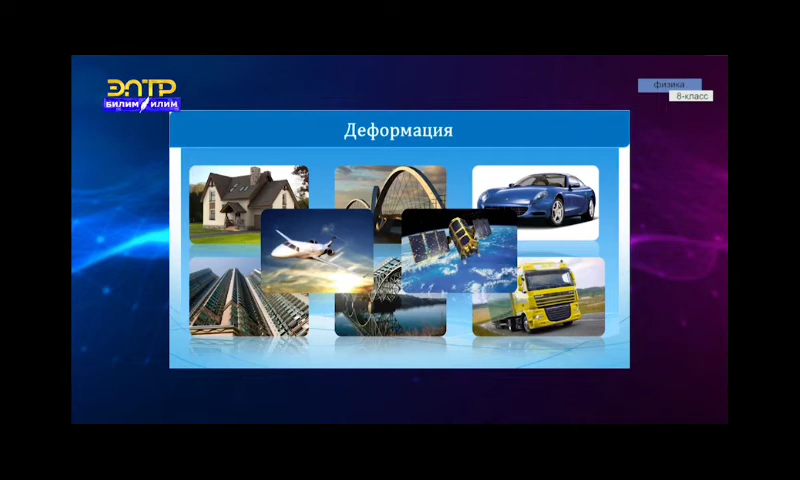 ЭЛТР
БИЛИМ ИЛИМ
физика
8-класс
Деформация